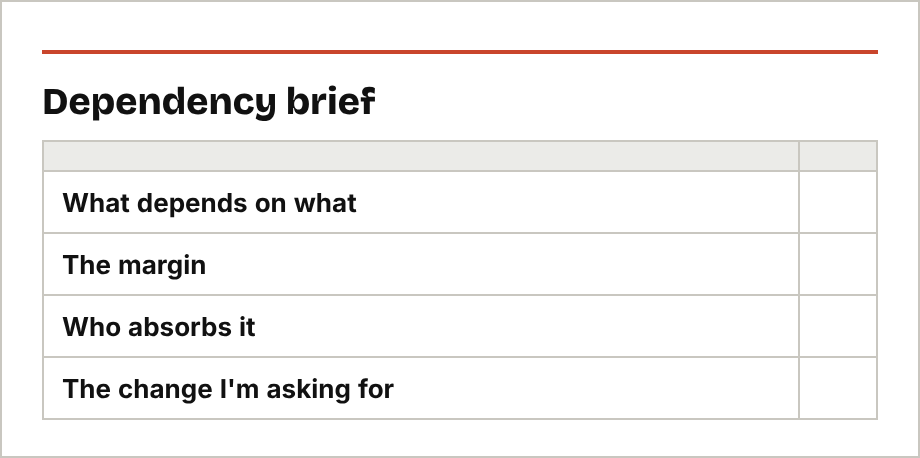 Dependency brief
What depends on what
The margin
Who absorbs it
The change I'm asking for